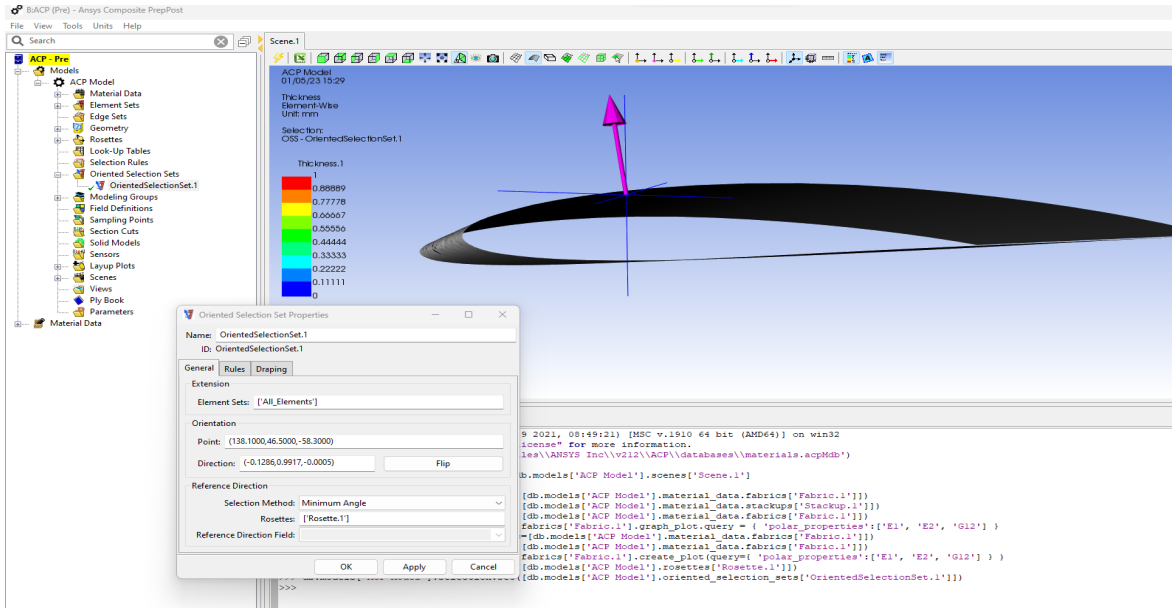 B:ACP (Pre) - Ansys Composite PrepPost
File View Tools Units Help
Search
ACP - Pre
Models
ACP Model
Material Data
Element Sets
Edge Sets
Geometry
Rosettes
Look-Up Tables
Selection Rules
Oriented Selection Sets
OrientedSelectionSet.1
Modeling Groups
Field Definitions
Sampling Points
Section Cuts
Solid Models
Sensors
Layup Plots
Scenes
Views
Ply Book
Parameters
Material Data
Scene.1
ACP Model
01/05/23 15:29
Thickness
Element-Wise
Unit: mm
Selection:
OSS - OrientedSelectionSet.1
Thickness.1
1
0.88889
0.77778
0.66667
0.55556
0.44444
0.33333
0.22222
0.11111
0
Oriented Selection Set Properties
Name: OrientedSelectionSet.1
ID: OrientedSelectionSet.1
General Rules Draping
Extension
Element Sets: ['All_Elements']
Orientation
Point: (138.1000,46.5000,-58.3000)
Direction: (-0.1286,0.9917,-0.0005) Flip
Reference Direction
Selection Method: Minimum Angle
Rosettes: ['Rosette.1']
Reference Direction Field:
OK Apply Cancel
9 2021, 08:49:21) [MSC v.1910 64 bit (AMD64)] on win32
icense" for more information.
les\\ANSYS Inc\\v212\\ACP\\databases\\materials.acpMdb')
b.models['ACP Model'].scenes['Scene.1']
[db.models['ACP Model'].material_data.fabrics['Fabric.1']])
[db.models['ACP Model'].material_data.stackups['Stackup.1']])
[db.models['ACP Model'].material_data.fabrics['Fabric.1']])
fabrics['Fabric.1'].graph_plot.query = { 'polar_properties':['E1', 'E2', 'G12'] }
=[db.models['ACP Model'].material_data.fabrics['Fabric.1']])
[db.models['ACP Model'].material_data.fabrics['Fabric.1']])
fabrics['Fabric.1'].create_plot(query={ 'polar_properties':['E1', 'E2', 'G12'] } )
[db.models['ACP Model'].rosettes['Rosette.1']])
([db.models['ACP Model'].oriented_selection_sets['OrientedSelectionSet.1']])
>>>